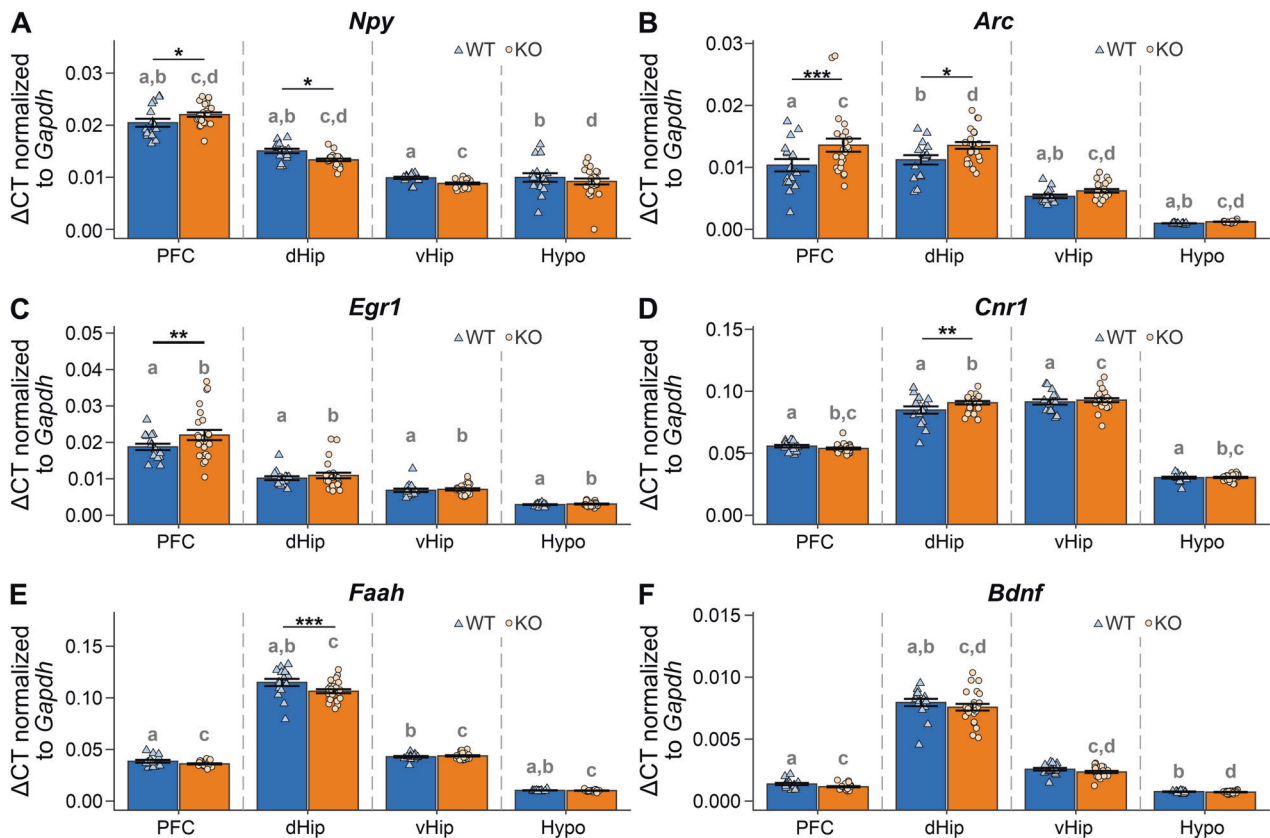 A
Npy
ΔCT normalized
to Gapdh
0.03
0.02
0.01
0.00
WT KO
* *
a,b c,d a,b c,d a c b d
PFC dHip vHip Hypo
B
Arc
ΔCT normalized
to Gapdh
0.03
0.02
0.01
0.00
WT KO
*** *
a c b d a,b c,d a,b c,d
PFC dHip vHip Hypo
C
Egr1
ΔCT normalized
to Gapdh
0.05
0.04
0.03
0.02
0.01
0.00
WT KO
**
a b a b a b a b
PFC dHip vHip Hypo
D
Cnr1
ΔCT normalized
to Gapdh
0.15
0.10
0.05
0.00
WT KO
**
a b,c a b a c a b,c
PFC dHip vHip Hypo
E
Faah
ΔCT normalized
to Gapdh
0.15
0.10
0.05
0.00
WT KO
***
a c a,b c b c a,b c
PFC dHip vHip Hypo
F
Bdnf
ΔCT normalized
to Gapdh
0.015
0.010
0.005
0.000
WT KO
a c a,b c,d c,d b d
PFC dHip vHip Hypo